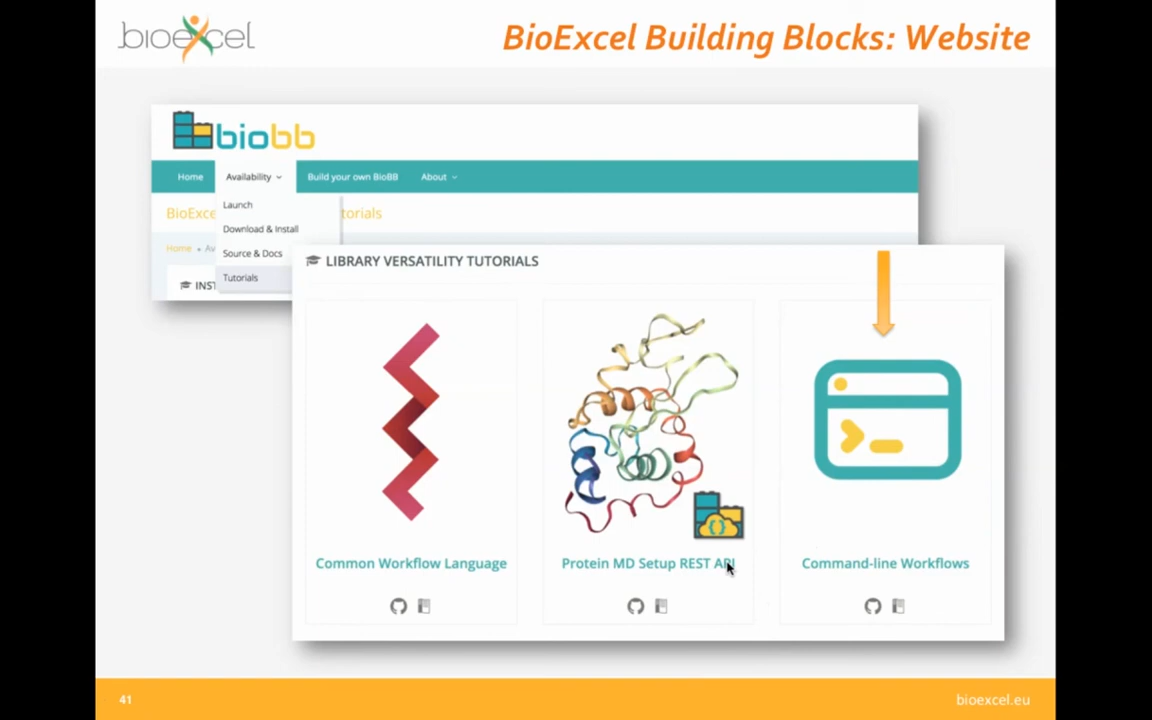 bioexcel
BioExcel Building Blocks: Website
biobb
Home Availability Build your own BioBB About
Launch
BioExce torials
Download & Install
Home Av
Source & Docs
Tutorials
INST
LIBRARY VERSATILITY TUTORIALS
Common Workflow Language
Protein MD Setup REST API
Command-line Workflows
41
bioexcel.eu